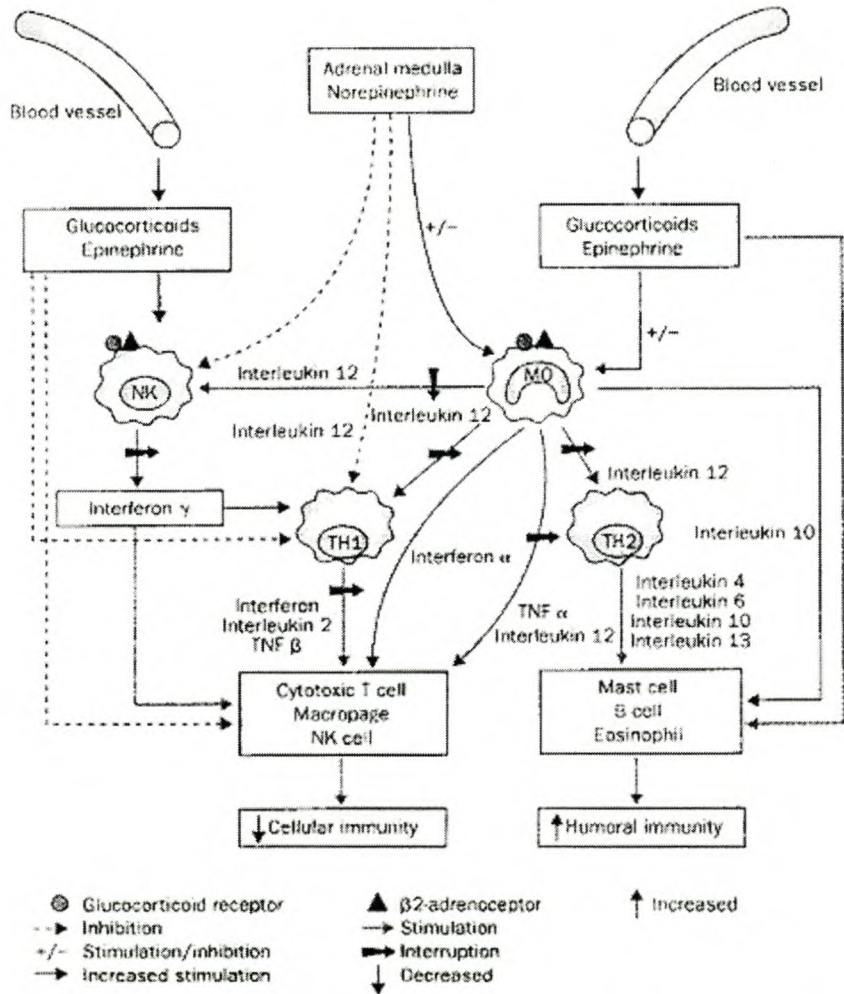 Blood vessel
Adrenal medulla
Norepinephrine
Blood vessel
Glucocorticoids
Epinephrine
+/-
Glucocorticoids
Epinephrine
+/-
NK
Interleukin 12
MO
Interleukin 12
Interleukin 12
Interleukin 12
Interferon γ
TH1
Interferon α
TH2
Interleukin 10
Interferon
Interleukin 2
TNF β
TNF α
Interleukin 12
Interleukin 4
Interleukin 6
Interleukin 10
Interleukin 13
Cytotoxic T cell
Macropage
NK cell
Mast cell
B cell
Eosinophil
Cellular immunity
Humoral immunity
Glucocorticoid receptor
β2-adrenoceptor
Increased
Inhibition
Stimulation
+/- Stimulation/inhibition
Interruption
Increased stimulation
Decreased